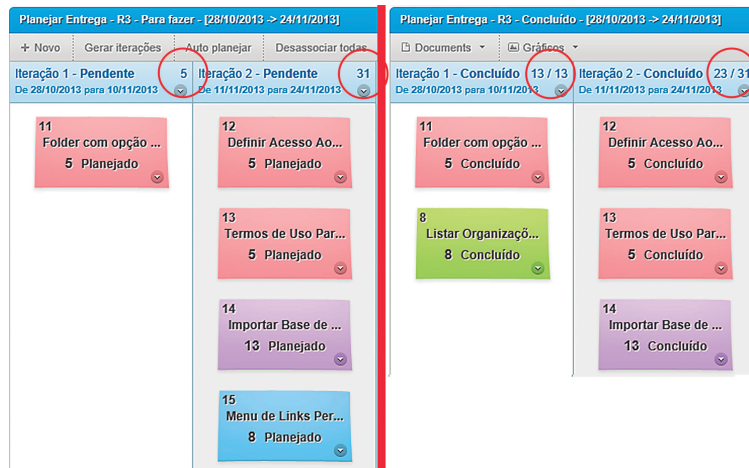 Planejar Entrega - R3 - Para fazer - [28/10/2013 -> 24/11/2013]
+ Novo Gerar iterações Auto planejar Desassociar todas
Iteração 1 - Pendente 5
De 28/10/2013 para 10/11/2013
Iteração 2 - Pendente 31
De 11/11/2013 para 24/11/2013
11
Folder com opção ...
5 Planejado
12
Definir Acesso Ao...
5 Planejado
13
Termos de Uso Par...
5 Planejado
14
Importar Base de ...
13 Planejado
15
Menu de Links Per...
8 Planejado
Planejar Entrega - R3 - Concluído - [28/10/2013 -> 24/11/2013]
Documents Gráficos
Iteração 1 - Concluído 13 / 13
De 28/10/2013 para 10/11/2013
Iteração 2 - Concluído 23 / 31
De 11/11/2013 para 24/11/2013
11
Folder com opção ...
5 Concluído
8
Listar Organizaçõ...
8 Concluído
12
Definir Acesso Ao...
5 Concluído
13
Termos de Uso Par...
5 Concluído
14
Importar Base de ...
13 Concluído